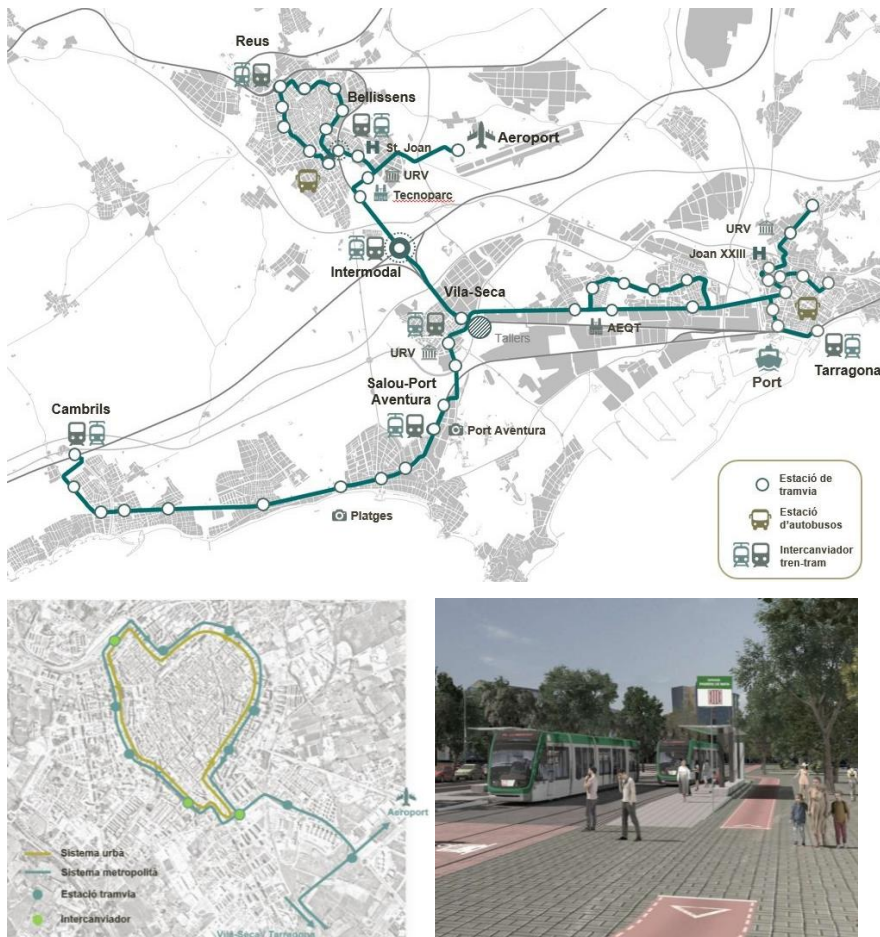 Reus
Bellissens
St. Joan
Aeroport
URV
Tecnoparc
Intermodal
URV
Joan XXIII
Vila-Seca
Tallers
AEQT
URV
Port
Tarragona
Salou-Port
Aventura
Port Aventura
Cambrils
Platges
Estació de
tramvia
Estació
d'autobusos
Intercanviador
tren-tram
Aeroport
Sistema urbà
Sistema metropolità
Estació tramvia
Intercanviador
Vila-Seca / Tarragona